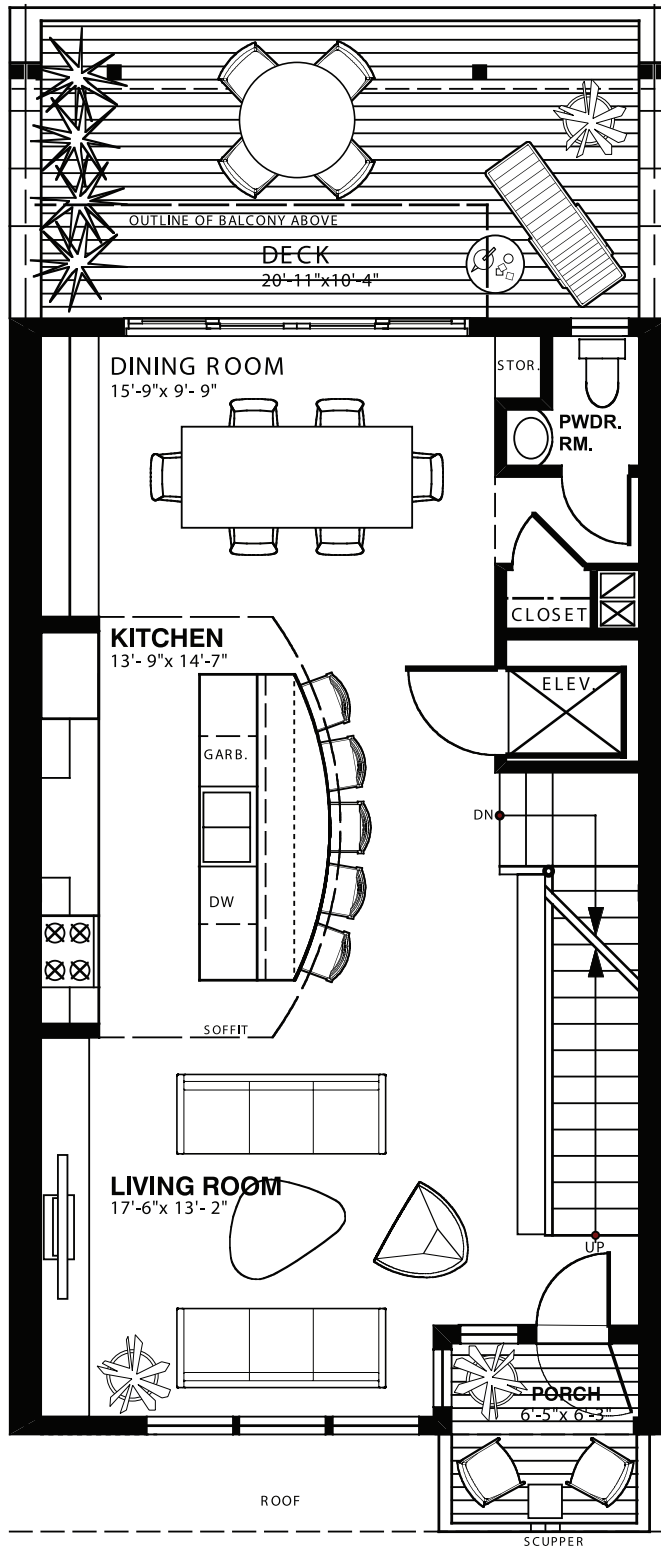 OUTLINE OF BALCONY ABOVE
DECK
20'-11"x10'-4"
DINING ROOM
15'-9"x 9'- 9"
STOR.
PWDR.
RM.
CLOSET
KITCHEN
13'- 9"x 14'-7"
ELEV.
GARB.
DN
DW
SOFFIT
LIVING ROOM
17'-6"x 13'- 2"
UP
PORCH
6'-5"x 6'-3"
ROOF
SCUPPER